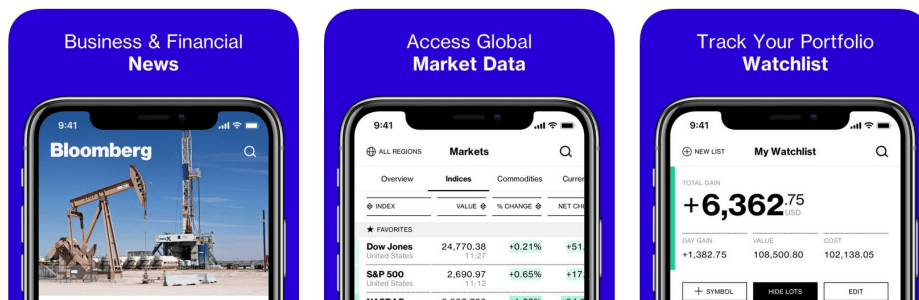 Business & Financial
News
9:41
Bloomberg
Access Global
Market Data
9:41
ALL REGIONS Markets
Overview Indices Commodities
INDEX VALUE % CHANGE
★ FAVORITES
Dow Jones 24,770.38 +0.21%
United States 11:27
S&P 500 2,690.97 +0.65%
United States 11:12
Track Your Portfolio
Watchlist
9:41
NEW LIST My Watchlist
TOTAL GAIN
+6,362.75
USD
DAY GAIN VALUE COST
+1,382.75 108,500.80 102,138.05
+ SYMBOL HIDE LOTS EDIT